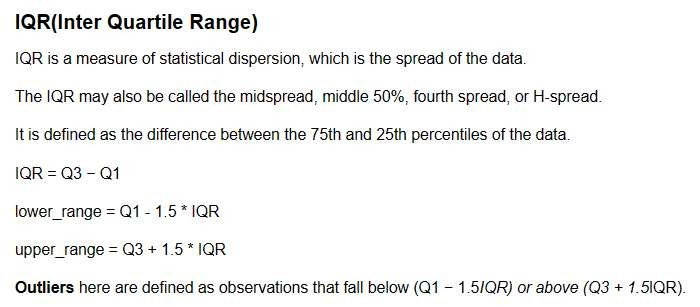 IQR(Inter Quartile Range)
IQR is a measure of statistical dispersion, which is the spread of the data.
The IQR may also be called the midspread, middle 50%, fourth spread, or H-spread.
It is defined as the difference between the 75th and 25th percentiles of the data.
IQR = Q3 − Q1
lower_range = Q1 - 1.5 * IQR
upper_range = Q3 + 1.5 * IQR
Outliers here are defined as observations that fall below (Q1 − 1.5IQR) or above (Q3 + 1.5IQR).